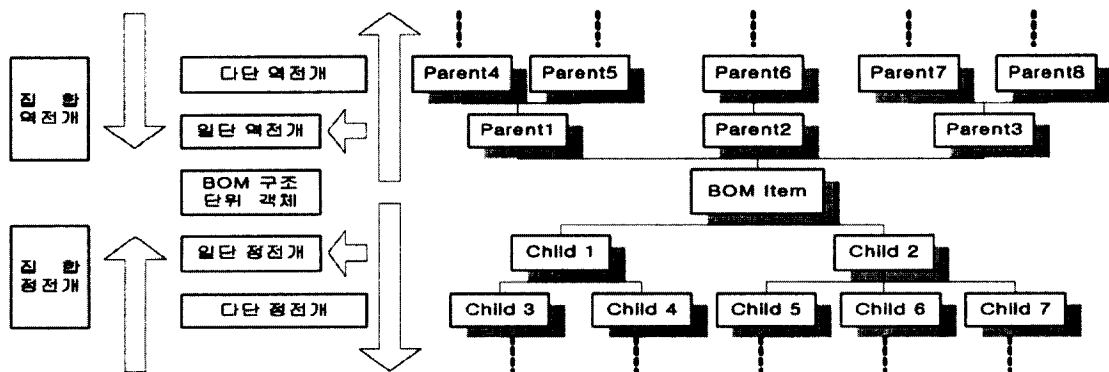 집 합
역전개
집 합
정전개
다단 역전개
일단 역전개
BOM 구조
단위 객체
일단 정전개
다단 정전개
Parent4
Parent5
Parent6
Parent7
Parent8
Parent1
Parent2
Parent3
BOM Item
Child 1
Child 2
Child 3
Child 4
Child 5
Child 6
Child 7